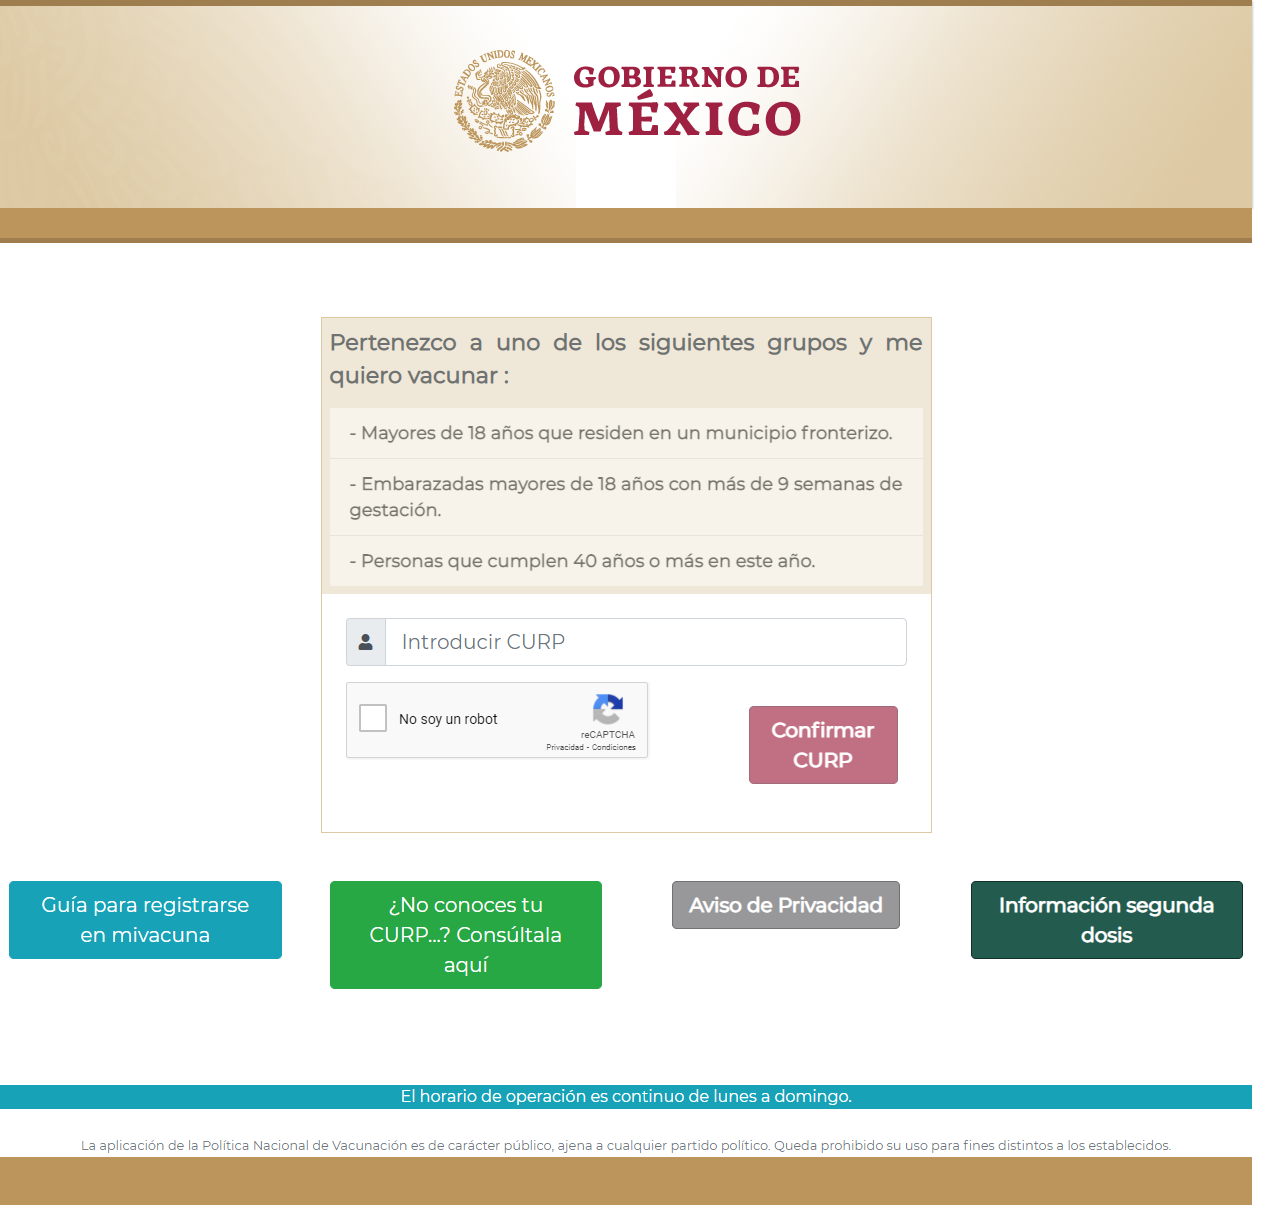 ESTADOS UNIDOS MEXICANOS
GOBIERNO DE
MÉXICO
Pertenezco a uno de los siguientes grupos y me
quiero vacunar :
- Mayores de 18 años que residen en un municipio fronterizo.
- Embarazadas mayores de 18 años con más de 9 semanas de
gestación.
- Personas que cumplen 40 años o más en este año.
Introducir CURP
No soy un robot
reCAPTCHA
Privacidad - Condiciones
Confirmar
CURP
Guía para registrarse
en mivacuna
¿No conoces tu
CURP...? Consúltala
aquí
Aviso de Privacidad
Información segunda
dosis
El horario de operación es continuo de lunes a domingo.
La aplicación de la Política Nacional de Vacunación es de carácter público, ajena a cualquier partido político. Queda prohibido su uso para fines distintos a los establecidos.